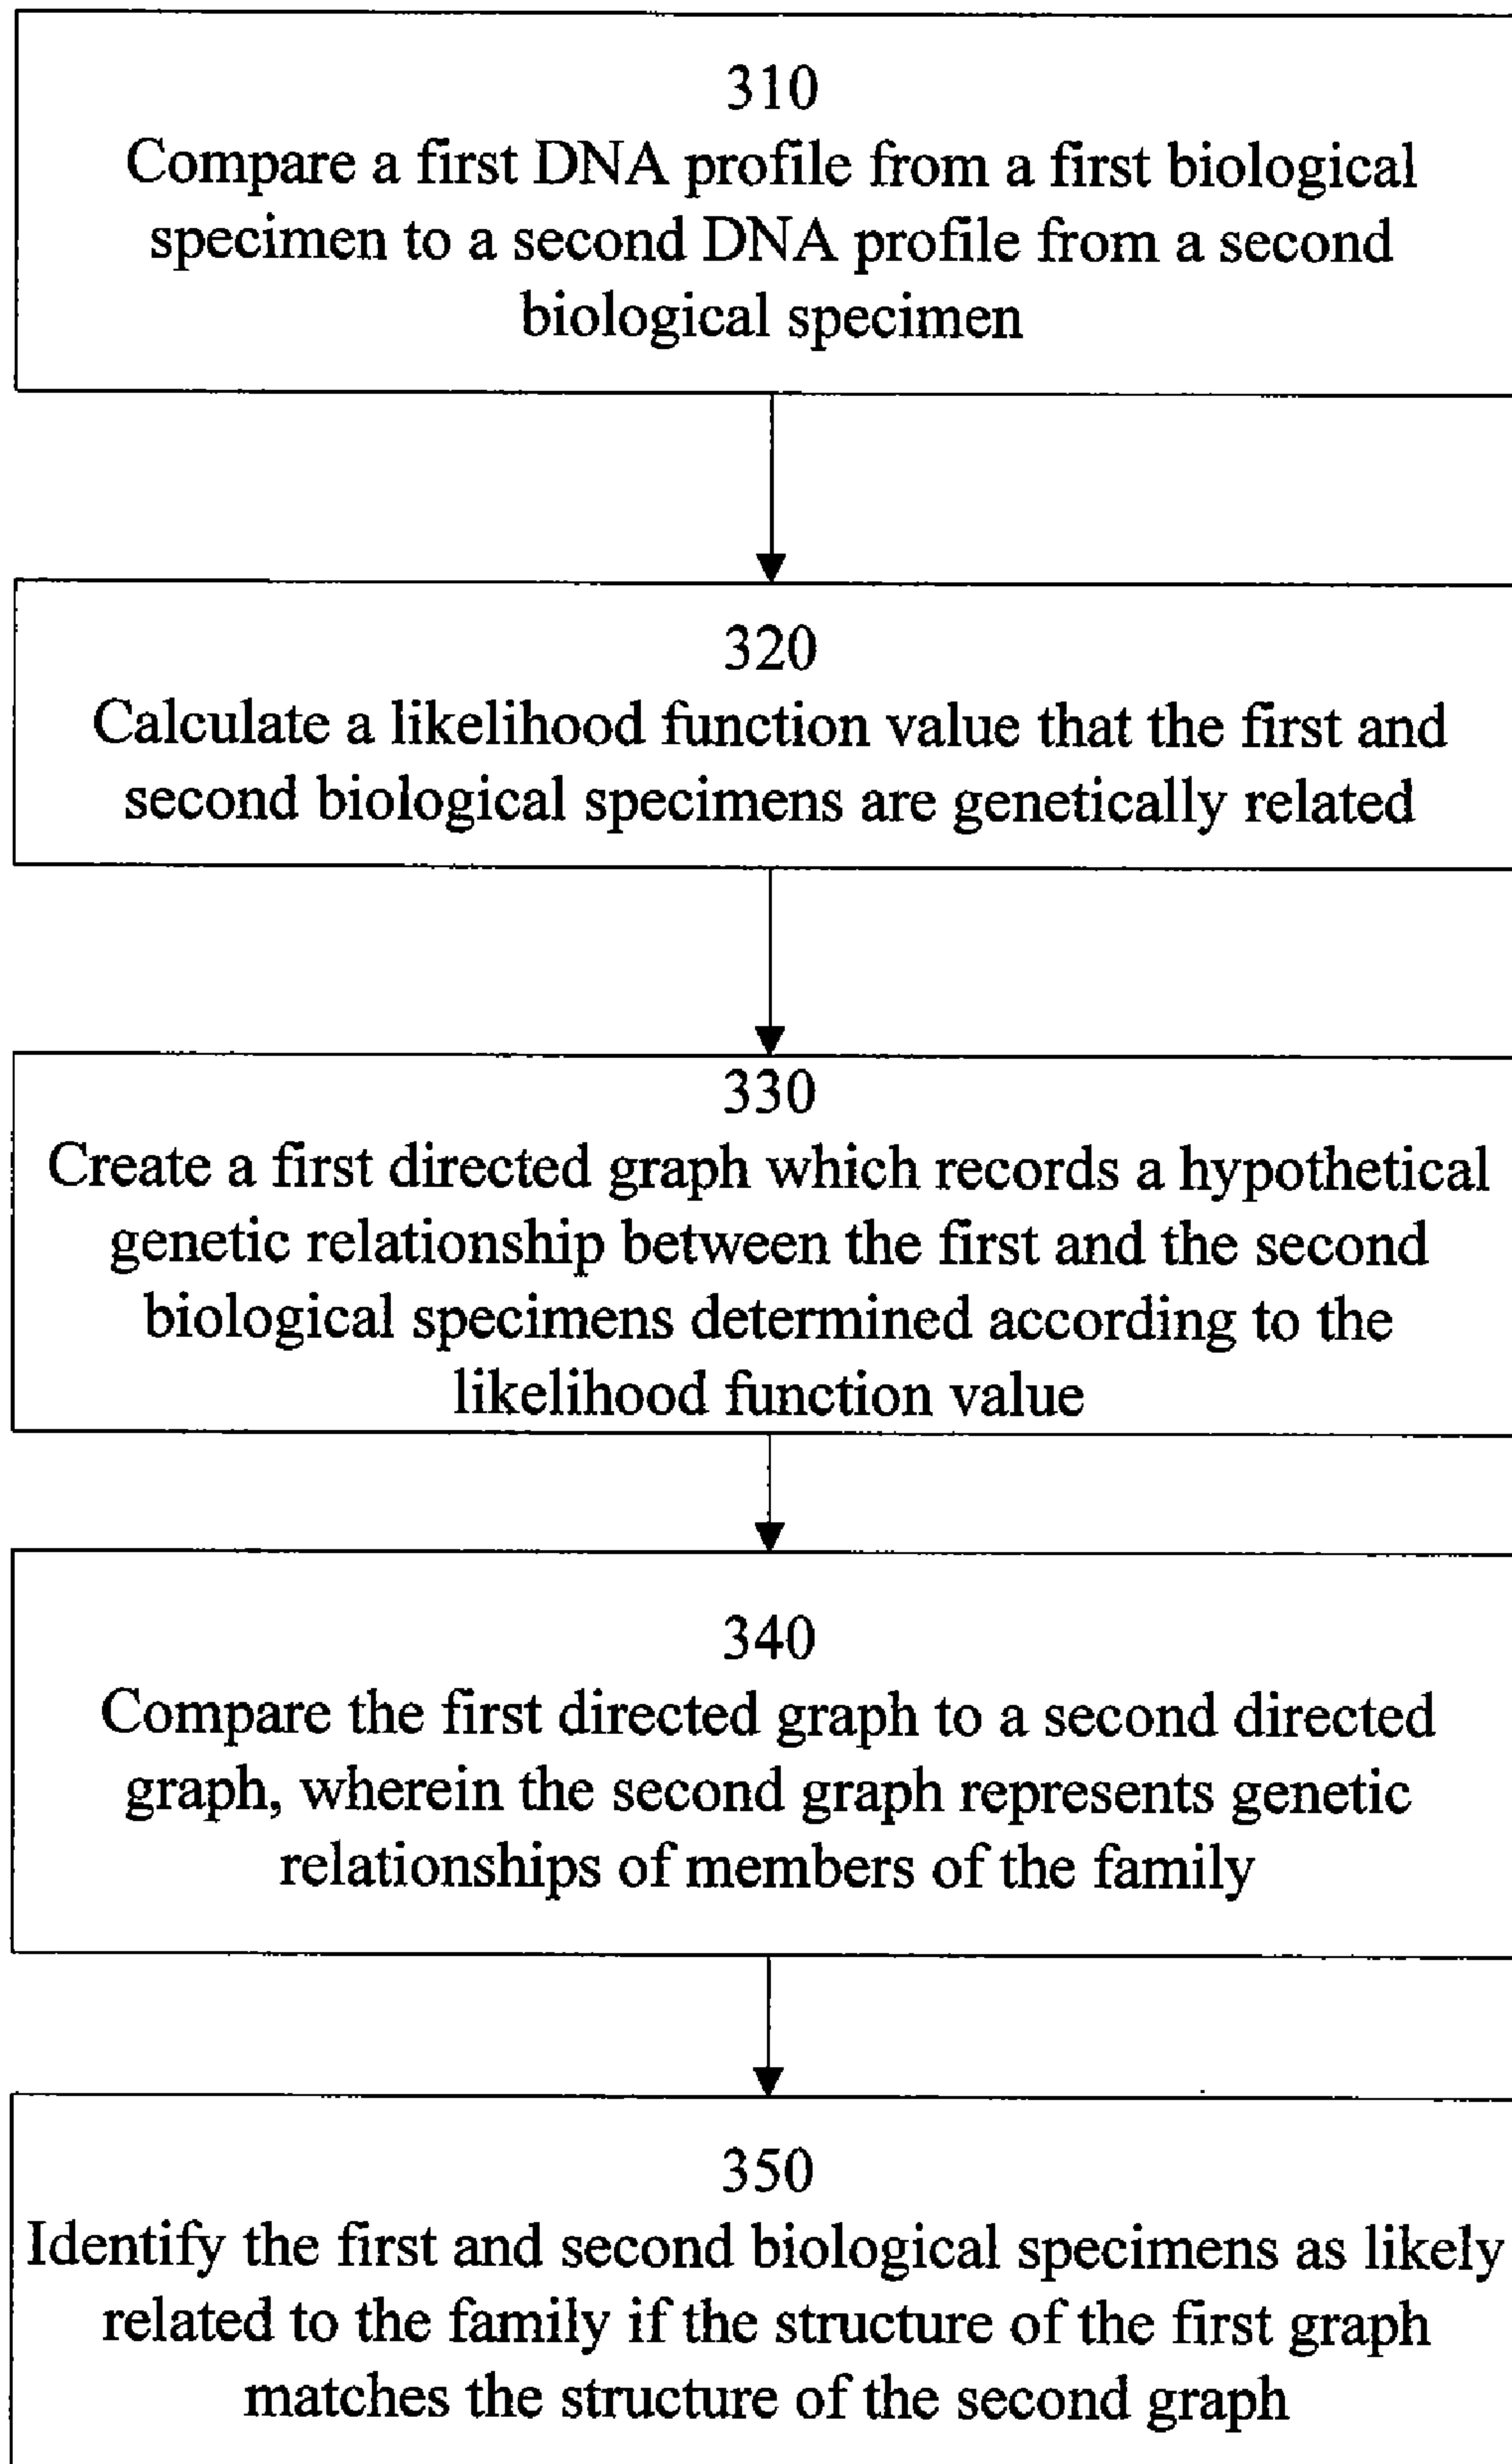 310
Compare a first DNA profile from a first biological
specimen to a second DNA profile from a second
biological specimen
320
Calculate a likelihood function value that the first and
second biological specimens are genetically related
330
Create a first directed graph which records a hypothetical
genetic relationship between the first and the second
biological specimens determined according to the
likelihood function value
340
Compare the first directed graph to a second directed
graph, wherein the second graph represents genetic
relationships of members of the family
350
Identify the first and second biological specimens as likely
related to the family if the structure of the first graph
matches the structure of the second graph